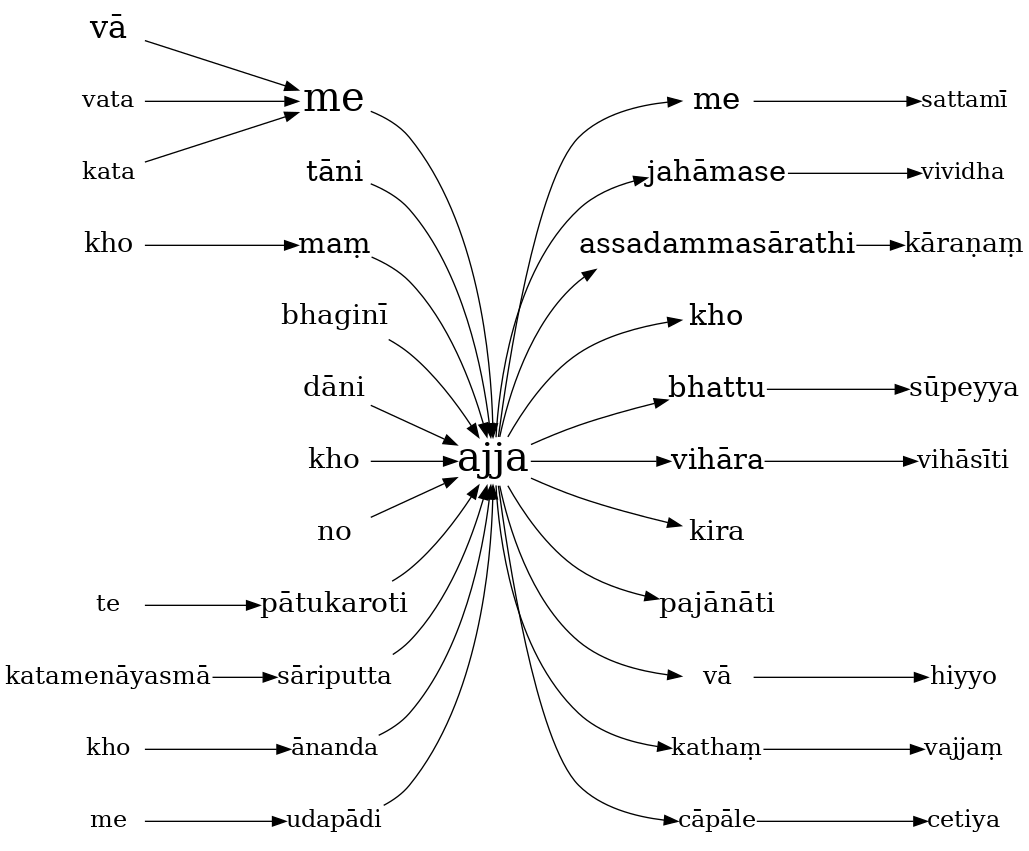 vā
vata
me
me
sattamī
kata
tāni
jahāmase
vividha
kho
maṃ
assadammasārathi
kāraṇaṃ
bhaginī
kho
dāni
bhattu
sūpeyya
kho
ajja
vihāra
vihāsīti
no
kira
te
pātukaroti
pajānāti
katamenāyasmā
sāriputta
vā
hiyyo
kho
ānanda
kathaṃ
vajjaṃ
me
udapādi
cāpāle
cetiya